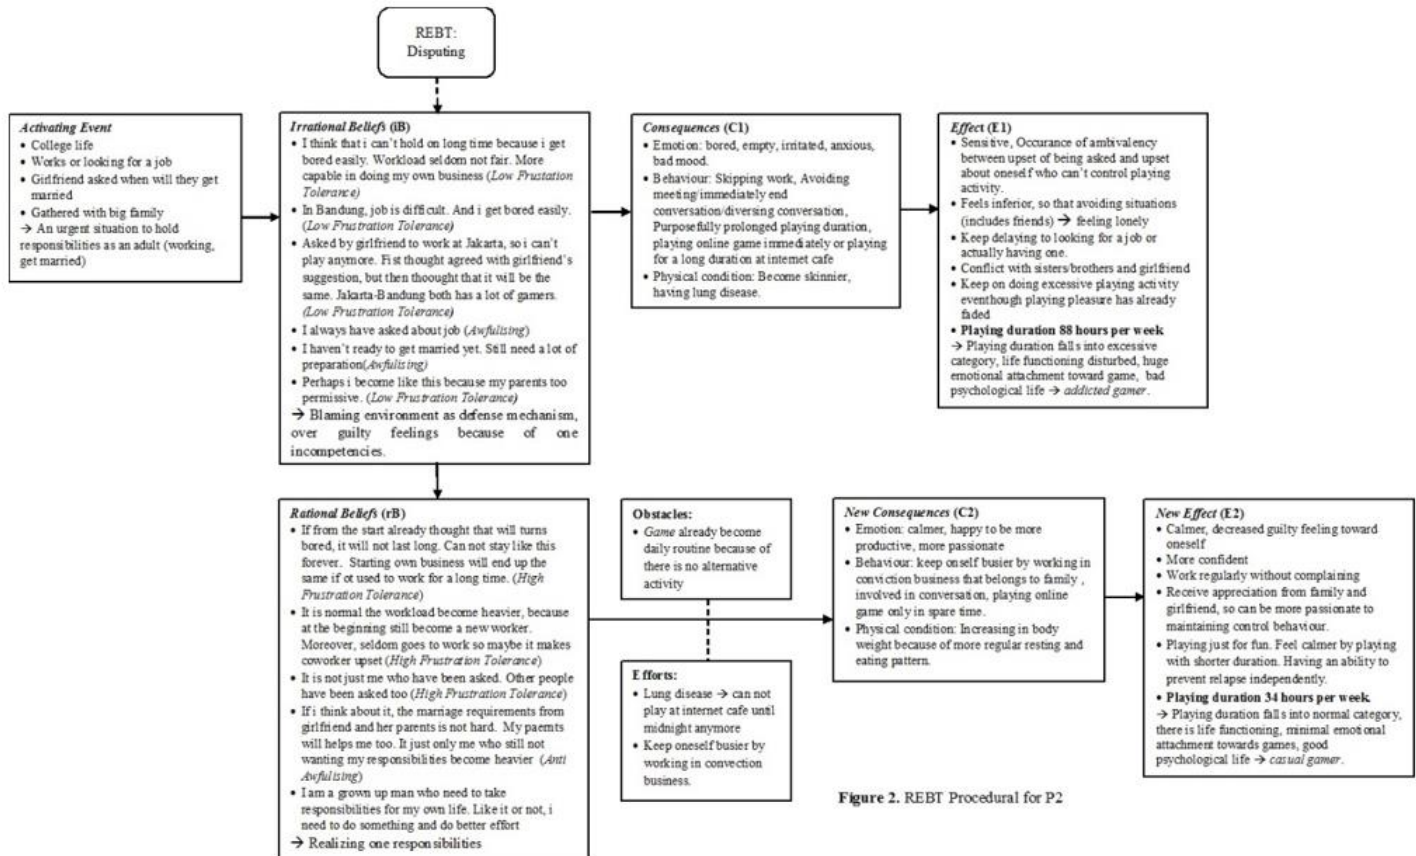 REBT:
Disputing
Activating Event
• College life
• Works or looking for a job
• Girlfriend asked when will they get
married
• Gathered with big family
→ An urgent situation to hold
responsibilities as an adult (working,
get married)
Irrational Beliefs (iB)
• I think that i can't hold on long time because i get
bored easily. Workload seldom not fair. More
capable in doing my own business (Low Frustation
Tolerance)
• In Bandung, job is difficult. And i get bored easily.
(Low Frustration Tolerance)
• Asked by girlfriend to work at Jakarta, so i can't
play anymore. Fist thought agreed with girlfriend's
suggestion, but then thoought that it will be the
same. Jakarta-Bandung both has a lot of gamers.
(Low Frustration Tolerance)
• I always have asked about job (Awfulising)
• I haven't ready to get married yet. Still need a lot of
preparation(Awfulising)
• Perhaps i become like this because my parents too
permissive. (Low Frustration Tolerance)
→ Blaming environment as defense mechanism,
over guilty feelings because of one
incompetencies.
Consequences (C1)
• Emotion: bored, empty, irritated, anxious,
bad mood.
• Behaviour: Skipping work, Avoiding
meeting/immediately end
conversation/diversing conversation,
Purposefully prolonged playing duration,
playing online game immediately or playing
for a long duration at internet cafe
• Physical condition: Become skinnier,
having lung disease.
Effect (E1)
• Sensitive, Occurance of ambivalency
between upset of being asked and upset
about oneself who can't control playing
activity.
• Feels inferior, so that avoiding situations
(includes friends) → feeling lonely
• Keep delaying to looking for a job or
actually having one.
• Conflict with sisters/brothers and girlfriend
• Keep on doing excessive playing activity
eventhough playing pleasure has already
faded
• Playing duration 88 hours per week
→ Playing duration falls into excessive
category, life functioning disturbed, huge
emotional attachment toward game, bad
psychological life → addicted gamer.
Rational Beliefs (rB)
• If from the start already thought that will turns
bored, it will not last long. Can not stay like this
forever. Starting own business will end up the
same if ot used to work for a long time. (High
Frustration Tolerance)
• It is normal the workload become heavier, because
at the beginning still become a new worker.
Moreover, seldom goes to work so maybe it makes
coworker upset (High Frustration Tolerance)
• It is not just me who have been asked. Other people
have been asked too (High Frustration Tolerance)
• If i think about it, the marriage requirements from
girlfriend and her parents is not hard. My paernts
will helps me too. It just only me who still not
wanting my responsibilities become heavier (Anti
Awfulising)
• I am a grown up man who need to take
responsibilities for my own life. Like it or not, i
need to do something and do better effort
→ Realizing one responsibilities
Obstacles:
• Game already become
daily routine because of
there is no alternative
activity
Efforts:
• Lung disease → can not
play at internet cafe until
midnight anymore
• Keep oneself busier by
working in convection
business.
New Consequences (C2)
• Emotion: calmer, happy to be more
productive, more passionate
• Behaviour: keep onself busier by working in
conviction business that belongs to family ,
involved in conversation, playing online
game only in spare time.
• Physical condition: Increasing in body
weight because of more regular resting and
eating pattern.
New Effect (E2)
• Calmer, decreased guilty feeling toward
oneself
• More confident
• Work regularly without complaining
• Receive appreciation from family and
girlfriend, so can be more passionate to
maintaining control behaviour.
• Playing just for fun. Feel calmer by playing
with shorter duration. Having an ability to
prevent relapse independently.
• Playing duration 34 hours per week
→ Playing duration falls into normal category,
there is life functioning, minimal emotional
attachment towards games, good
psychological life → casual gamer.
Figure 2. REBT Procedural for P2